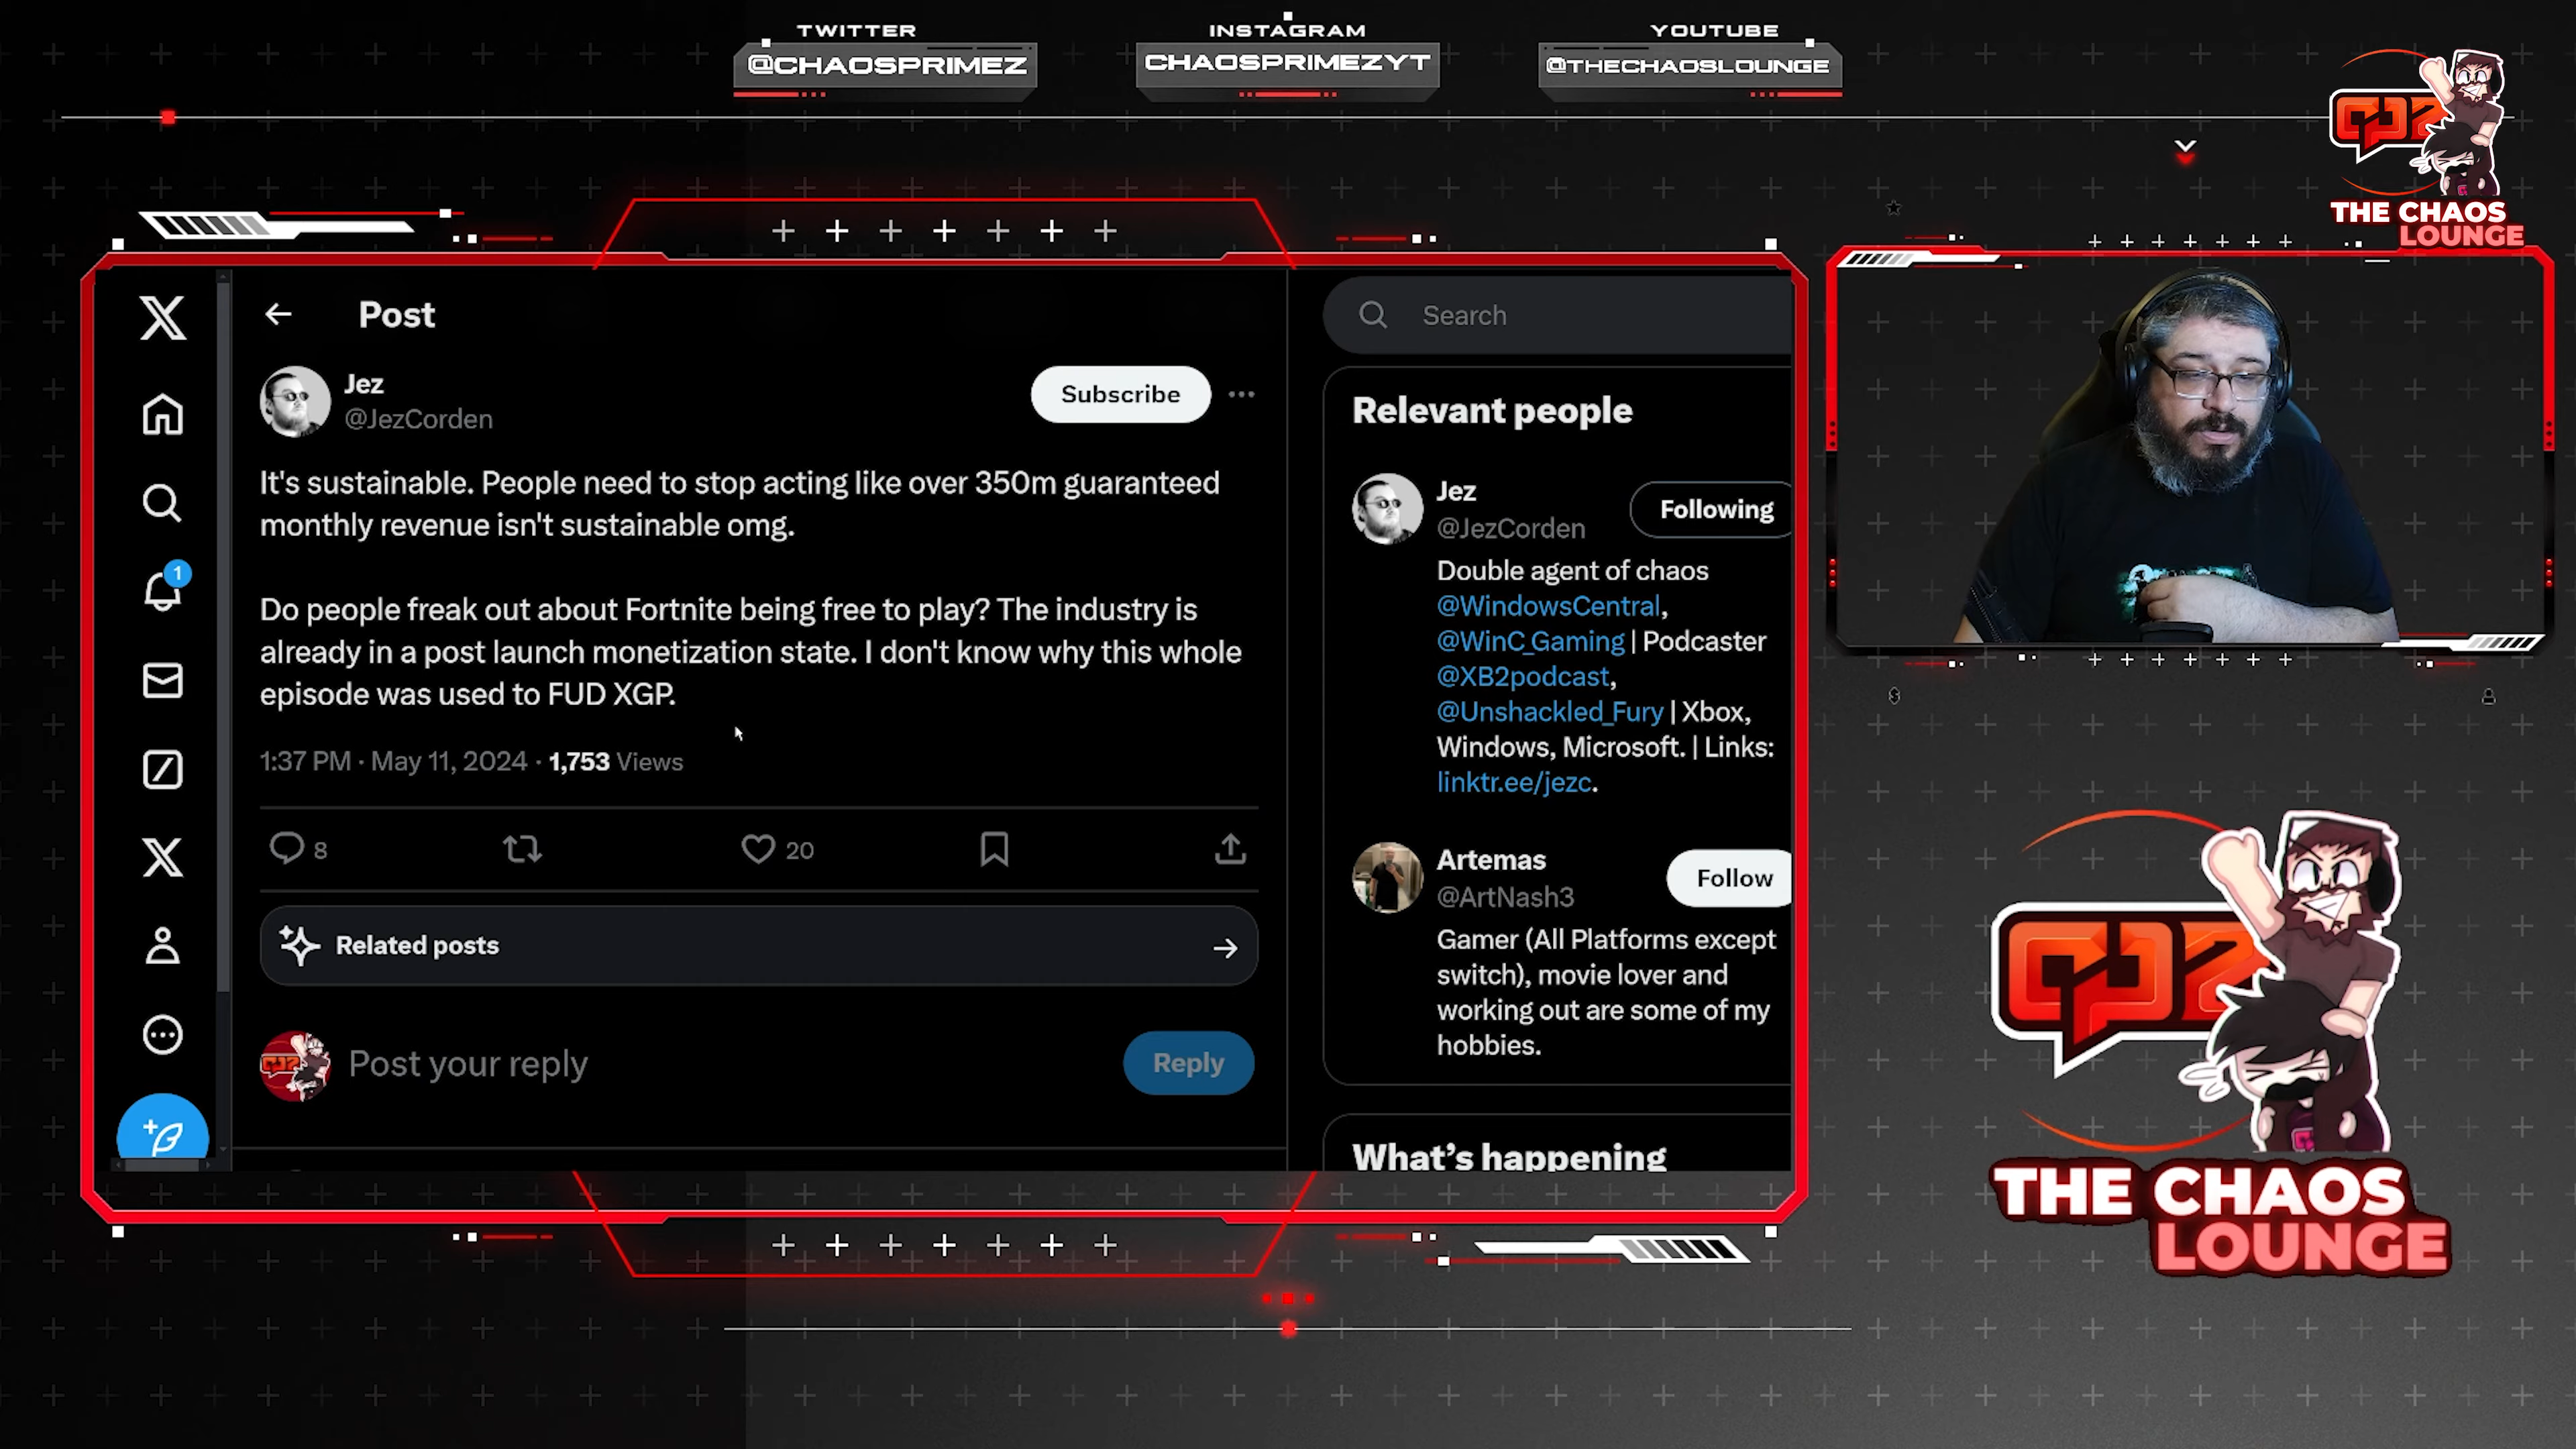 TWITTER
@CHAOSPRIMEZ
INSTAGRAM
CHAOSPRIMEZYT
YOUTUBE
@THECHAOSLOUNGE
THE CHAOS
LOUNGE
Post
Jez
@JezCorden
Subscribe
It's sustainable. People need to stop acting like over 350m guaranteed
monthly revenue isn't sustainable omg.
Do people freak out about Fortnite being free to play? The industry is
already in a post launch monetization state. I don't know why this whole
episode was used to FUD XGP.
1:37 PM · May 11, 2024 · 1,753 Views
8
20
Related posts
Post your reply
Reply
1
Search
Relevant people
Jez
@JezCorden
Following
Double agent of chaos
@WindowsCentral,
@WinC_Gaming | Podcaster
@XB2podcast,
@Unshackled_Fury | Xbox,
Windows, Microsoft. | Links:
linktr.ee/jezc.
Artemas
@ArtNash3
Follow
Gamer (All Platforms except
switch), movie lover and
working out are some of my
hobbies.
What's happening
THE CHAOS
LOUNGE